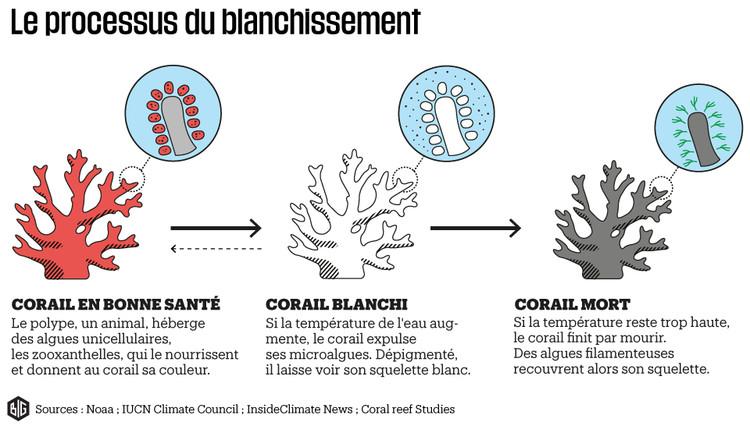 Le processus du blanchissement
CORAIL EN BONNE SANTÉ
Le polype, un animal, héberge
des algues unicellulaires,
les zooxanthelles, qui le nourrissent
et donnent au corail sa couleur.
CORAIL BLANCHI
Si la température de l'eau aug-
mente, le corail expulse
ses microalgues. Dépigmenté,
il laisse voir son squelette blanc.
CORAIL MORT
Si la température reste trop haute,
le corail finit par mourir.
Des algues filamenteuses
recouvrent alors son squelette.
BIG
Sources : Noaa ; IUCN Climate Council ; InsideClimate News ; Coral reef Studies